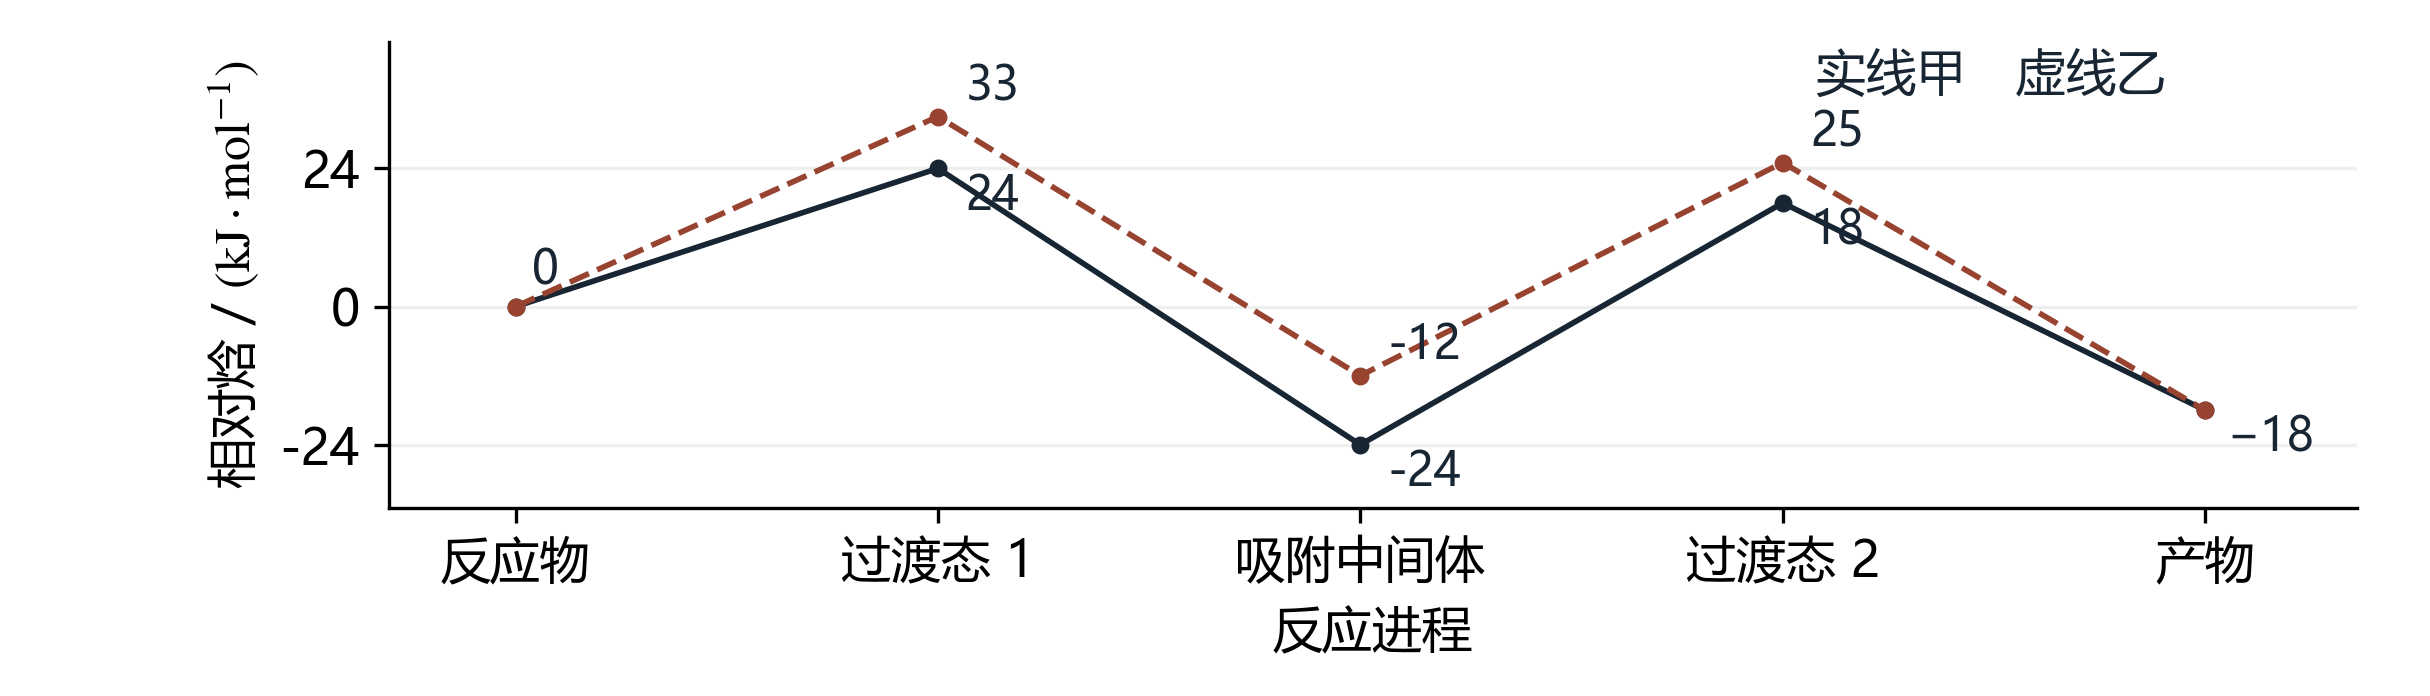 实线甲 虚线乙
33
25
24
24
18
0
0
-12
-24
-24
−18
相对焓 / (kJ·mol⁻¹)
反应物 过渡态 1 吸附中间体 过渡态 2 产物
反应进程